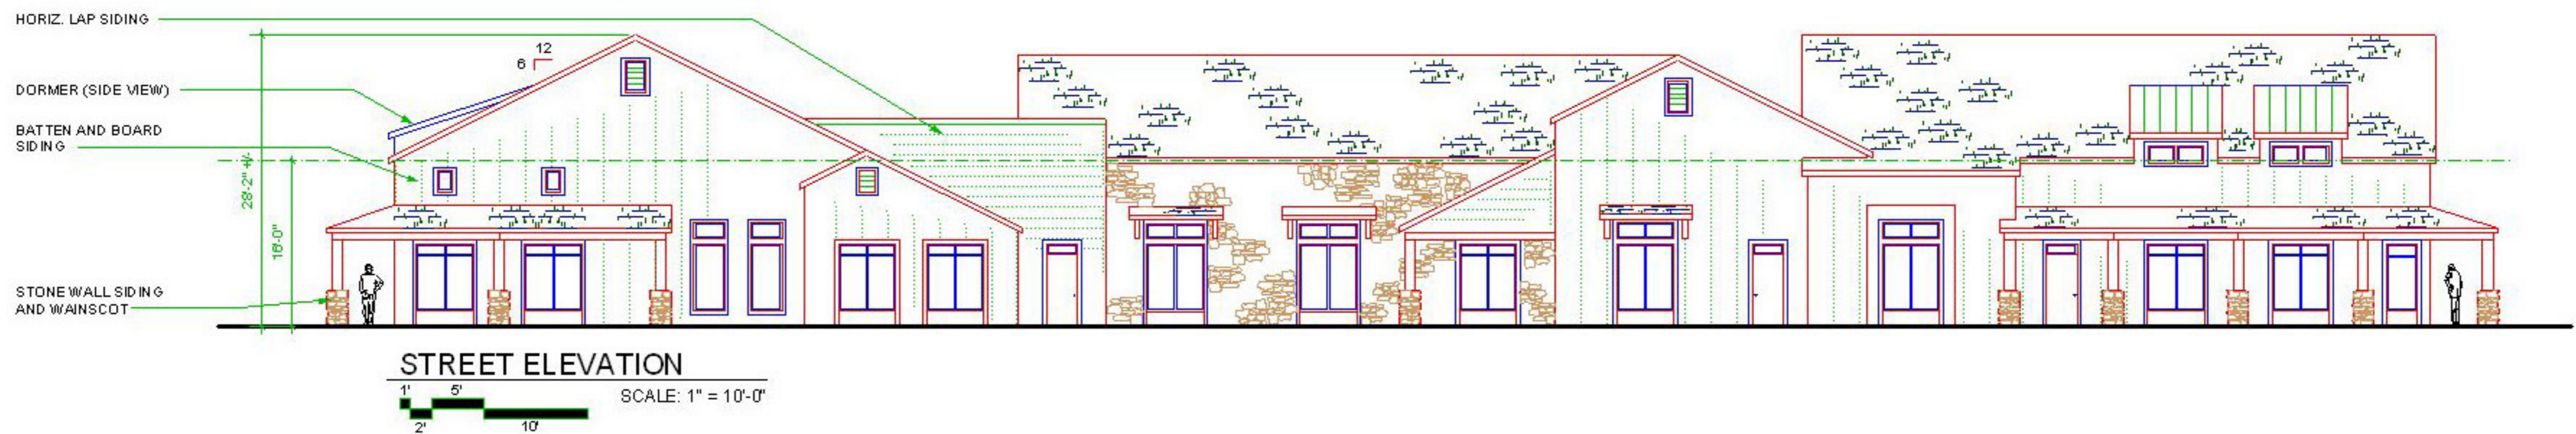 HORIZ. LAP SIDING
12
6
DORMER (SIDE VIEW)
BATTEN AND BOARD
SIDING
28'-2" +/-
16'-0"
STONE WALL SIDING
AND WAINSCOT
STREET ELEVATION
SCALE: 1" = 10'-0"
1' 5'
2' 10'